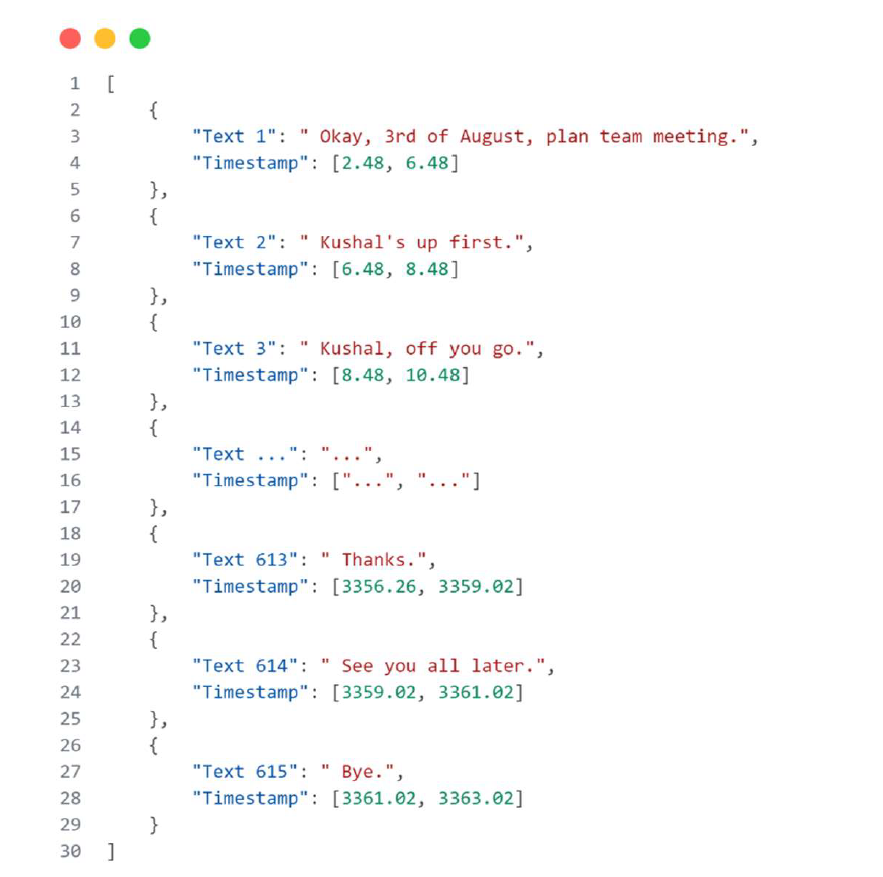 1 [
2     {
3         "Text 1": " Okay, 3rd of August, plan team meeting.",
4         "Timestamp": [2.48, 6.48]
5     },
6     {
7         "Text 2": " Kushal's up first.",
8         "Timestamp": [6.48, 8.48]
9     },
10     {
11         "Text 3": " Kushal, off you go.",
12         "Timestamp": [8.48, 10.48]
13     },
14     {
15         "Text ...": "...",
16         "Timestamp": ["...", "..."]
17     },
18     {
19         "Text 613": " Thanks.",
20         "Timestamp": [3356.26, 3359.02]
21     },
22     {
23         "Text 614": " See you all later.",
24         "Timestamp": [3359.02, 3361.02]
25     },
26     {
27         "Text 615": " Bye.",
28         "Timestamp": [3361.02, 3363.02]
29     }
30 ]